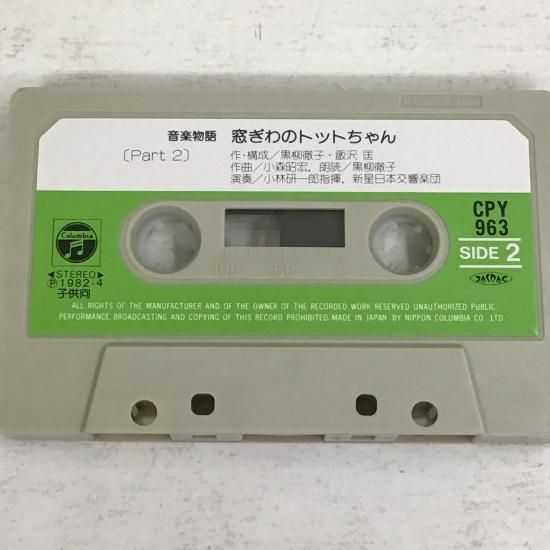 音楽物語 窓ぎわのトットちゃん
〔Part 2〕
作・構成／黒柳徹子・飯沢 匡
作曲／小森昭宏, 朗読／黒柳徹子
演奏／小林研一郎指揮, 新星日本交響楽団
Columbia
CPY
963
SIDE 2
◀STEREO▶
Ⓟ1982・4
子供向
JASRAC
100 50 0
ALL RIGHTS OF THE MANUFACTURER AND OF THE OWNER OF THE RECORDED WORK RESERVED UNAUTHORIZED PUBLIC
PERFORMANCE. BROADCASTING AND COPYING OF THIS RECORD PROHIBITED. MADE IN JAPAN BY NIPPON COLUMBIA CO. LTD